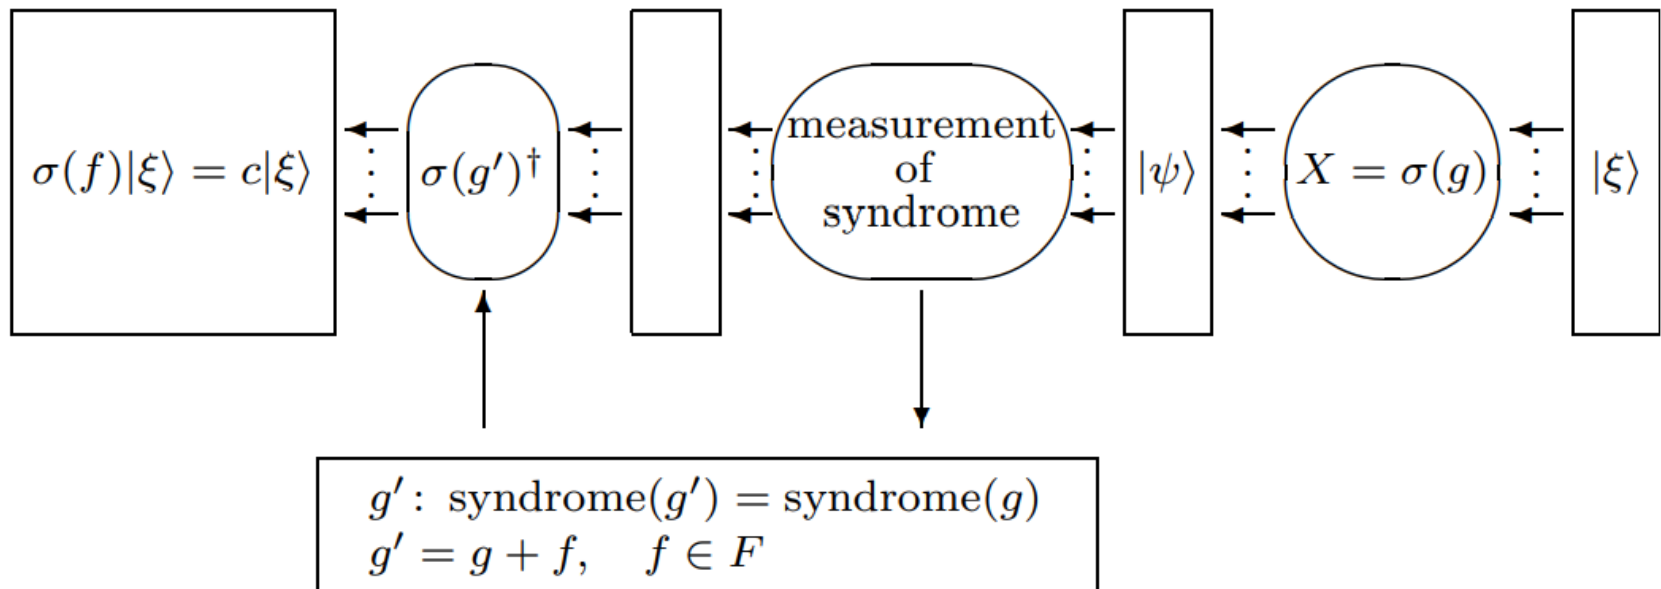 σ(f)|ξ⟩ = c|ξ⟩
σ(g′)†
measurement
of
syndrome
|ψ⟩
X = σ(g)
|ξ⟩
g′ : syndrome(g′) = syndrome(g)
g′ = g + f, f ∈ F